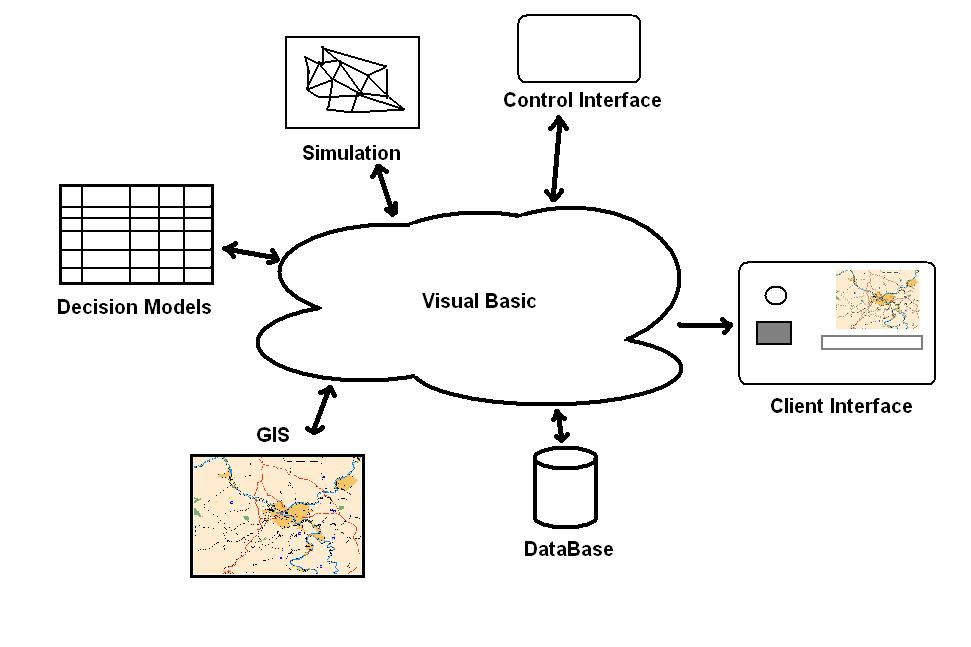 Control Interface
Simulation
Decision Models
Visual Basic
Client Interface
GIS
DataBase